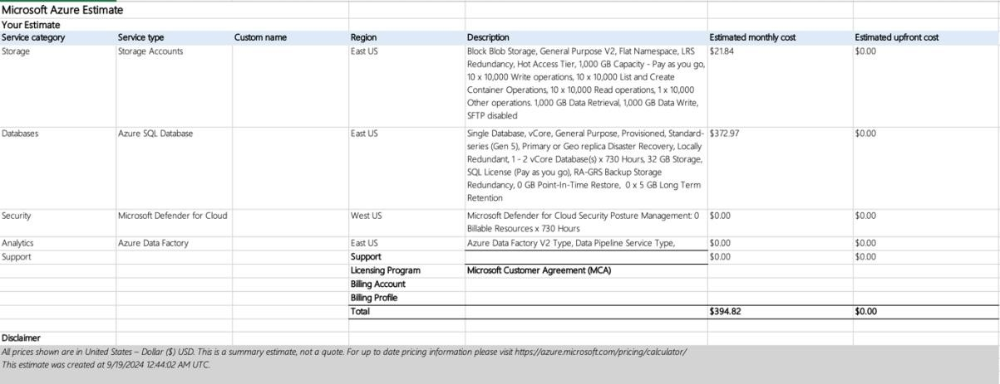 Microsoft Azure Estimate
Your Estimate
Service category Service type Custom name Region Description Estimated monthly cost Estimated upfront cost
Storage Storage Accounts East US Block Blob Storage, General Purpose V2, Flat Namespace, LRS $21.84 $0.00
Redundancy, Hot Access Tier, 1,000 GB Capacity - Pay as you go,
10 x 10,000 Write operations, 10 x 10,000 List and Create
Container Operations, 10 x 10,000 Read operations, 1 x 10,000
Other operations. 1,000 GB Data Retrieval, 1,000 GB Data Write,
SFTP disabled
Databases Azure SQL Database East US Single Database, vCore, General Purpose, Provisioned, Standard- $372.97 $0.00
series (Gen 5), Primary or Geo replica Disaster Recovery, Locally
Redundant, 1 - 2 vCore Database(s) x 730 Hours, 32 GB Storage,
SQL License (Pay as you go), RA-GRS Backup Storage
Redundancy, 0 GB Point-In-Time Restore, 0 x 5 GB Long Term
Retention
Security Microsoft Defender for Cloud West US Microsoft Defender for Cloud Security Posture Management: 0 $0.00 $0.00
Billable Resources x 730 Hours
Analytics Azure Data Factory East US Azure Data Factory V2 Type, Data Pipeline Service Type, $0.00 $0.00
Support Support $0.00 $0.00
Licensing Program Microsoft Customer Agreement (MCA)
Billing Account
Billing Profile
Total $394.82 $0.00
Disclaimer
All prices shown are in United States – Dollar ($) USD. This is a summary estimate, not a quote. For up to date pricing information please visit https://azure.microsoft.com/pricing/calculator/
This estimate was created at 9/19/2024 12:44:02 AM UTC.